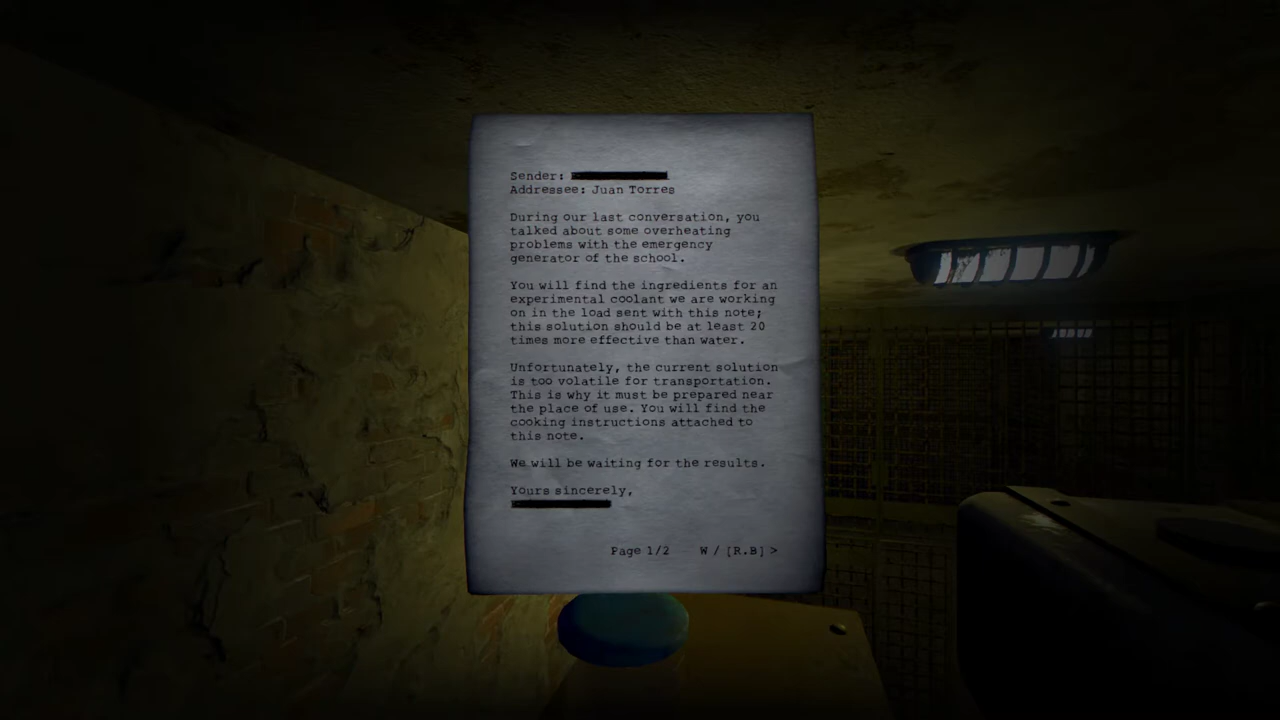 Sender:
Addressee: Juan Torres
During our last conversation, you
talked about some overheating
problems with the emergency
generator of the school.
You will find the ingredients for an
experimental coolant we are working
on in the load sent with this note;
this solution should be at least 20
times more effective than water.
Unfortunately, the current solution
is too volatile for transportation.
This is why it must be prepared near
the place of use. You will find the
cooking instructions attached to
this note.
We will be waiting for the results.
Yours sincerely,
Page 1/2 W / [R.B] >